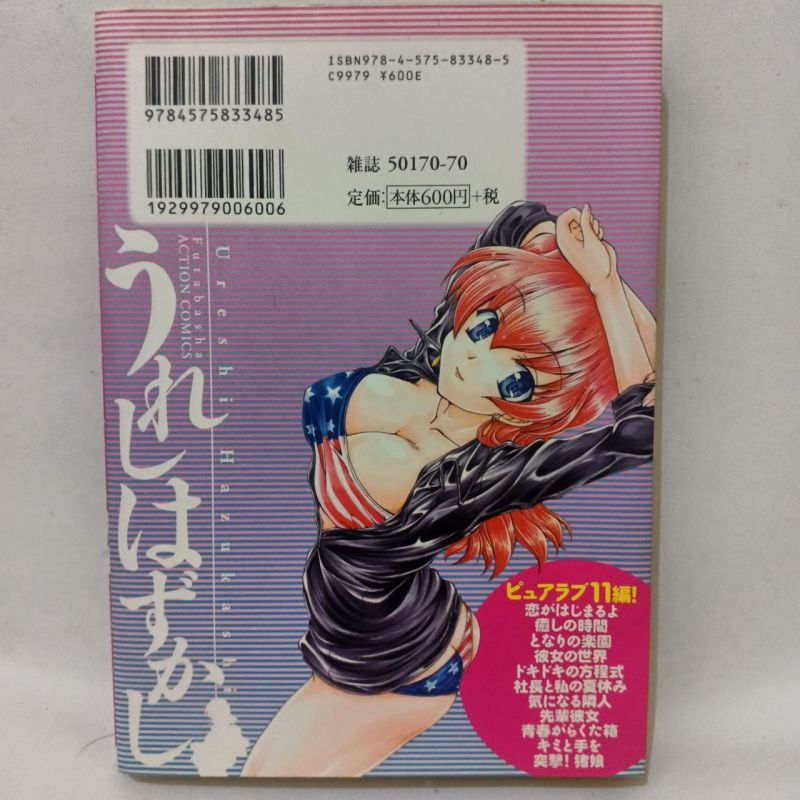 ISBN978-4-575-83348-5
C9979 ¥600E
9784575833485
雑誌 50170-70
定価:本体600円+税
1929979006006
うれしはずかし
Ureshi Hazukashi
Futabasha
ACTION COMICS
ピュアラブ11編!
恋がはじまるよ
癒しの時間
となりの楽園
彼女の世界
ドキドキの方程式
社長と私の夏休み
気になる隣人
先輩彼女
青春がらくた箱
キミと手を
突撃!猪娘